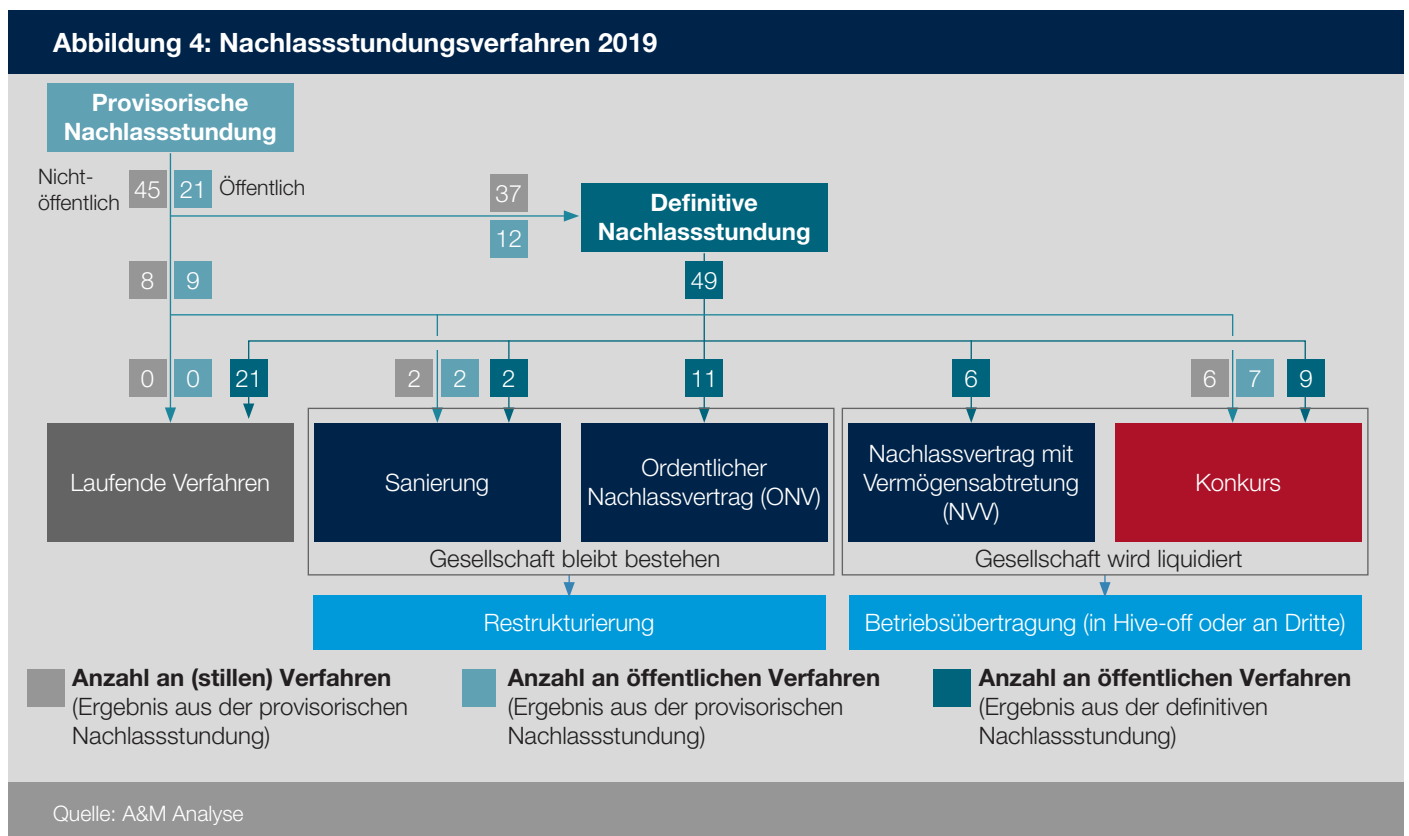 Abbildung 4: Nachlassstundungsverfahren 2019
Provisorische
Nachlassstundung
Nicht-
öffentlich
45 21 Öffentlich
37
12
Definitive
Nachlassstundung
8 9
49
0 0 21
2 2 2
11
6
6 7 9
Laufende Verfahren
Sanierung
Ordentlicher
Nachlassvertrag (ONV)
Nachlassvertrag mit
Vermögensabtretung
(NVV)
Konkurs
Gesellschaft bleibt bestehen
Gesellschaft wird liquidiert
Restrukturierung
Betriebsübertragung (in Hive-off oder an Dritte)
Anzahl an (stillen) Verfahren
(Ergebnis aus der provisorischen
Nachlassstundung)
Anzahl an öffentlichen Verfahren
(Ergebnis aus der provisorischen
Nachlassstundung)
Anzahl an öffentlichen Verfahren
(Ergebnis aus der definitiven
Nachlassstundung)
Quelle: A&M Analyse